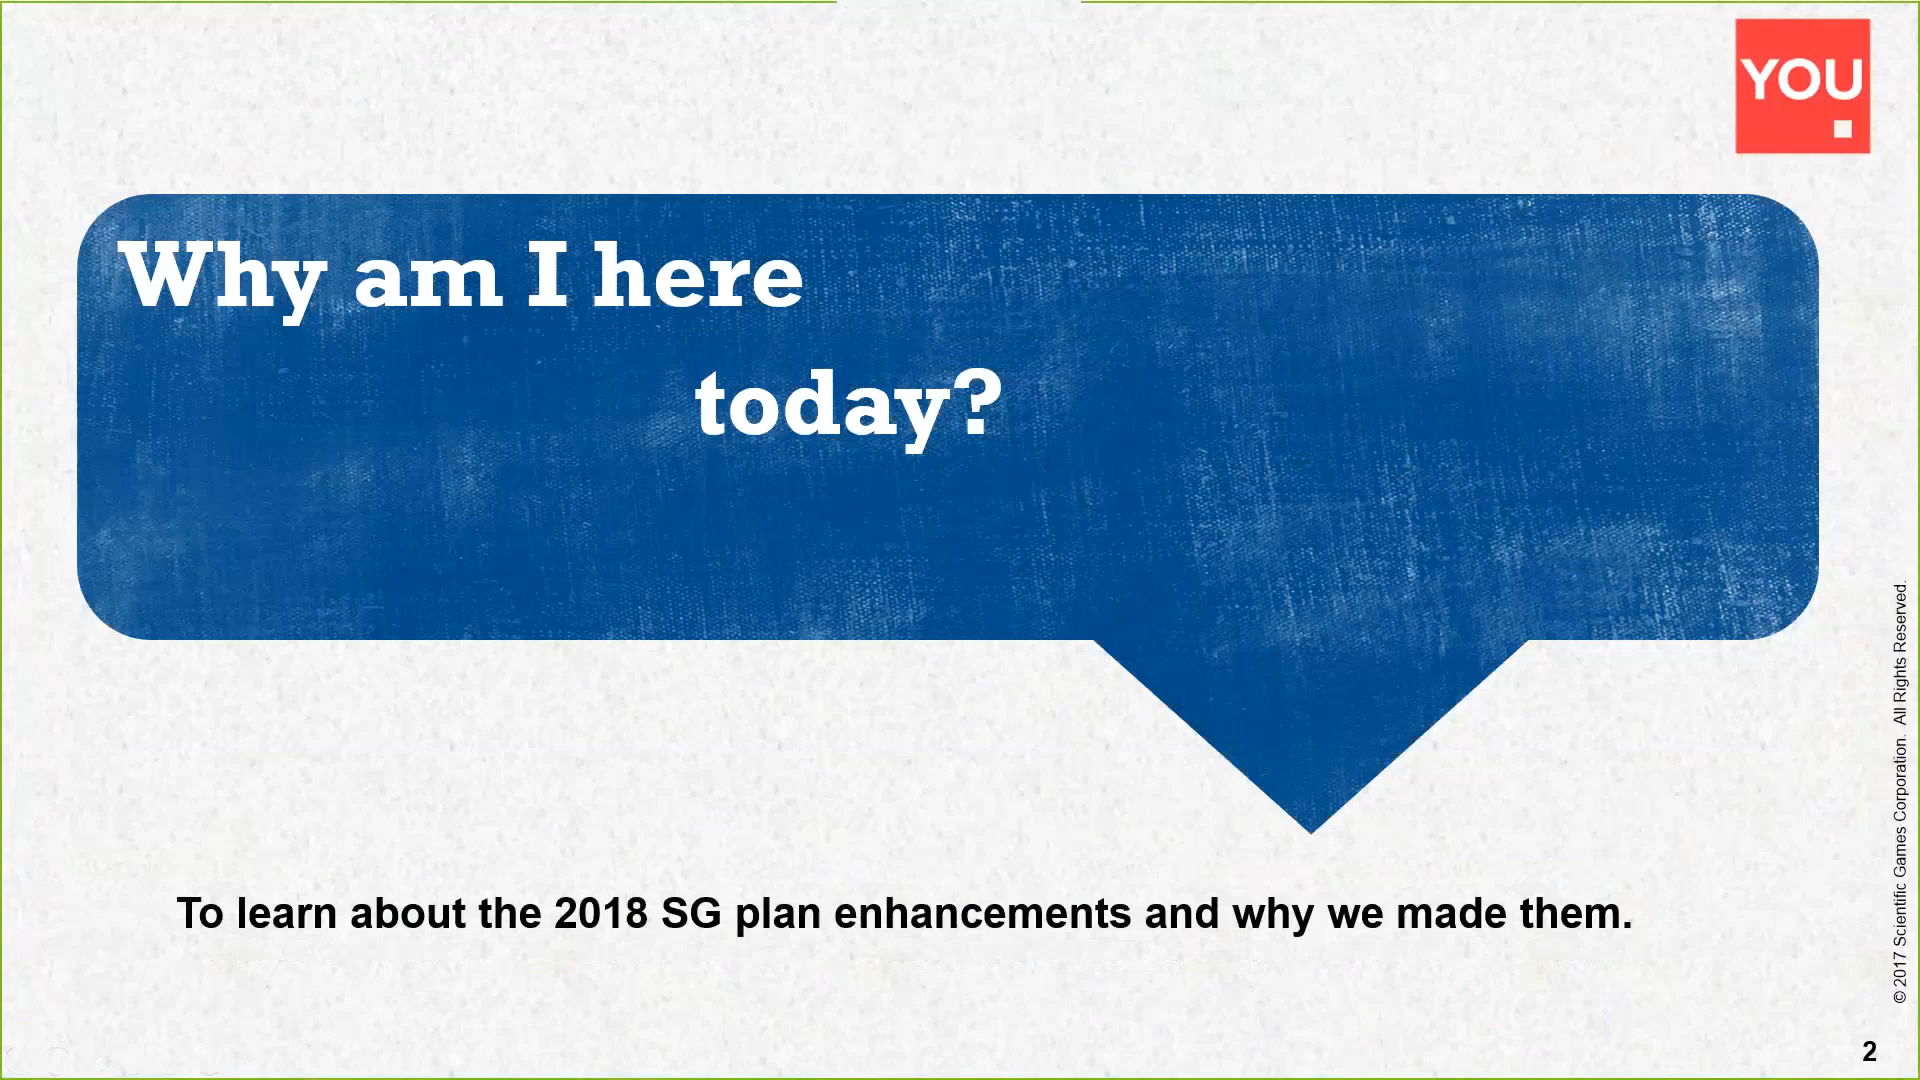 YOU
Why am I here
today?
To learn about the 2018 SG plan enhancements and why we made them.
© 2017 Scientific Games Corporation. All Rights Reserved.
2